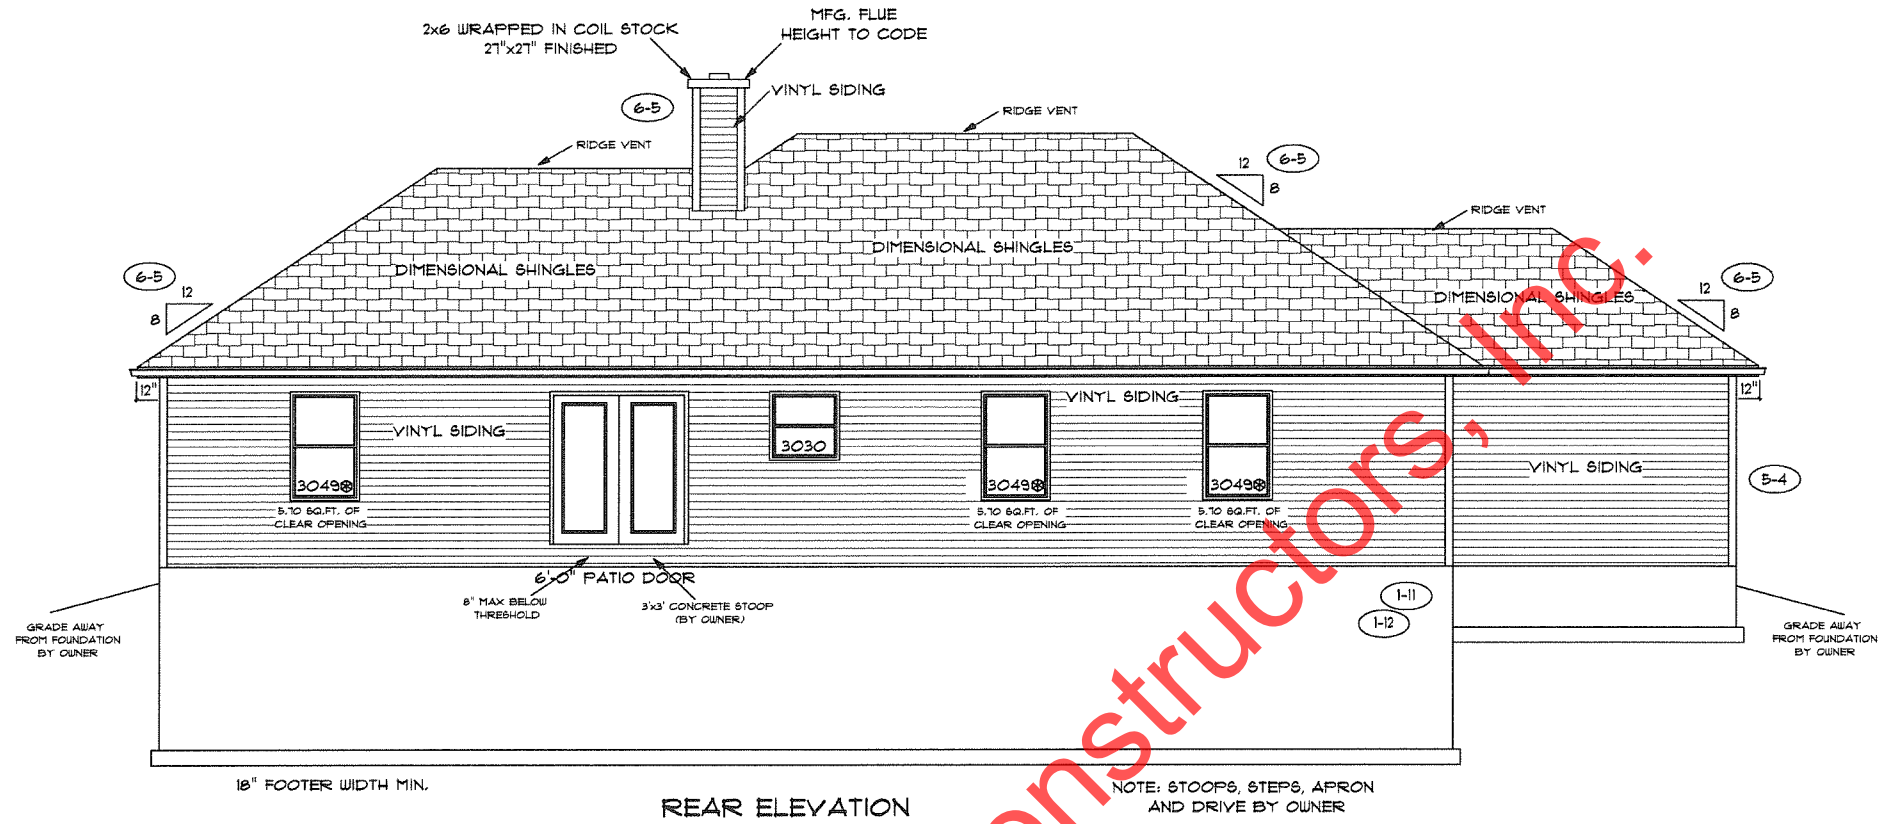 2x6 WRAPPED IN COIL STOCK
27"x27" FINISHED
MFG. FLUE
HEIGHT TO CODE
VINYL SIDING
6-5
RIDGE VENT
RIDGE VENT
12
8
6-5
RIDGE VENT
DIMENSIONAL SHINGLES
DIMENSIONAL SHINGLES
DIMENSIONAL SHINGLES
6-5
12
8
6-5
12
8
12"
12"
VINYL SIDING
VINYL SIDING
VINYL SIDING
3049
5.70 SQ.FT. OF
CLEAR OPENING
3030
3049
5.70 SQ.FT. OF
CLEAR OPENING
3049
5.70 SQ.FT. OF
CLEAR OPENING
5-4
6'-0" PATIO DOOR
8" MAX BELOW
THRESHOLD
3'x3' CONCRETE STOOP
(BY OWNER)
1-11
1-12
GRADE AWAY
FROM FOUNDATION
BY OWNER
GRADE AWAY
FROM FOUNDATION
BY OWNER
18" FOOTER WIDTH MIN.
REAR ELEVATION
NOTE: STOOPS, STEPS, APRON
AND DRIVE BY OWNER
onstructors, Inc.